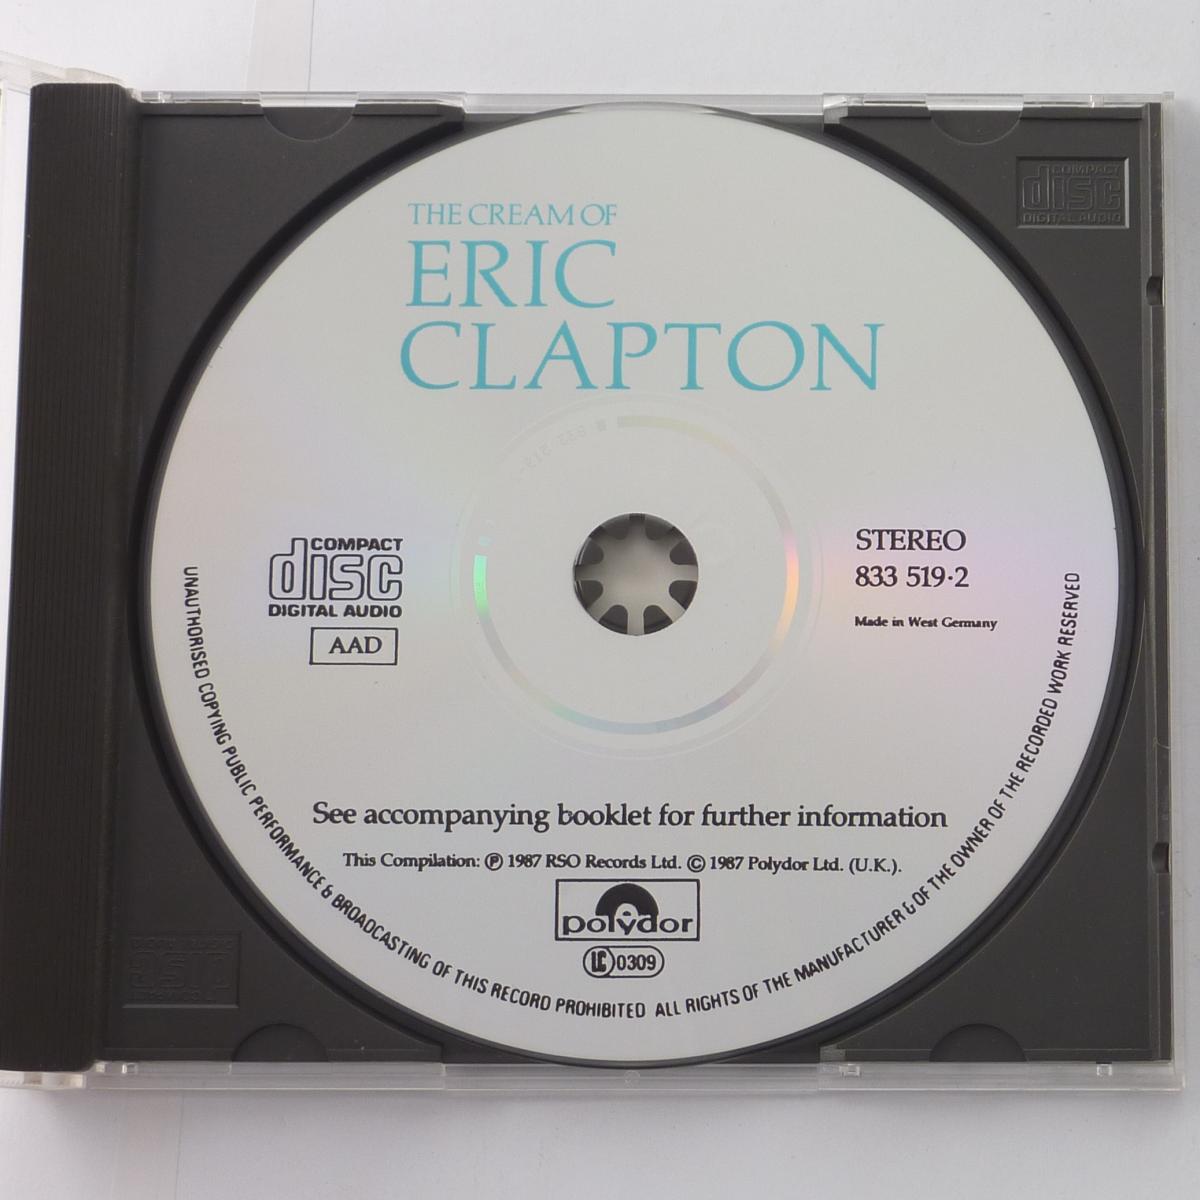 THE CREAM OF
ERIC
CLAPTON
COMPACT
disc
DIGITAL AUDIO
COMPACT
disc
DIGITAL AUDIO
AAD
STEREO
833 519·2
Made in West Germany
See accompanying booklet for further information
This Compilation: ℗ 1987 RSO Records Ltd. © 1987 Polydor Ltd. (U.K.).
polydor
LC 0309
UNAUTHORISED COPYING PUBLIC PERFORMANCE & BROADCASTING OF THIS RECORD PROHIBITED ALL RIGHTS OF THE MANUFACTURER & OF THE OWNER OF THE RECORDED WORK RESERVED